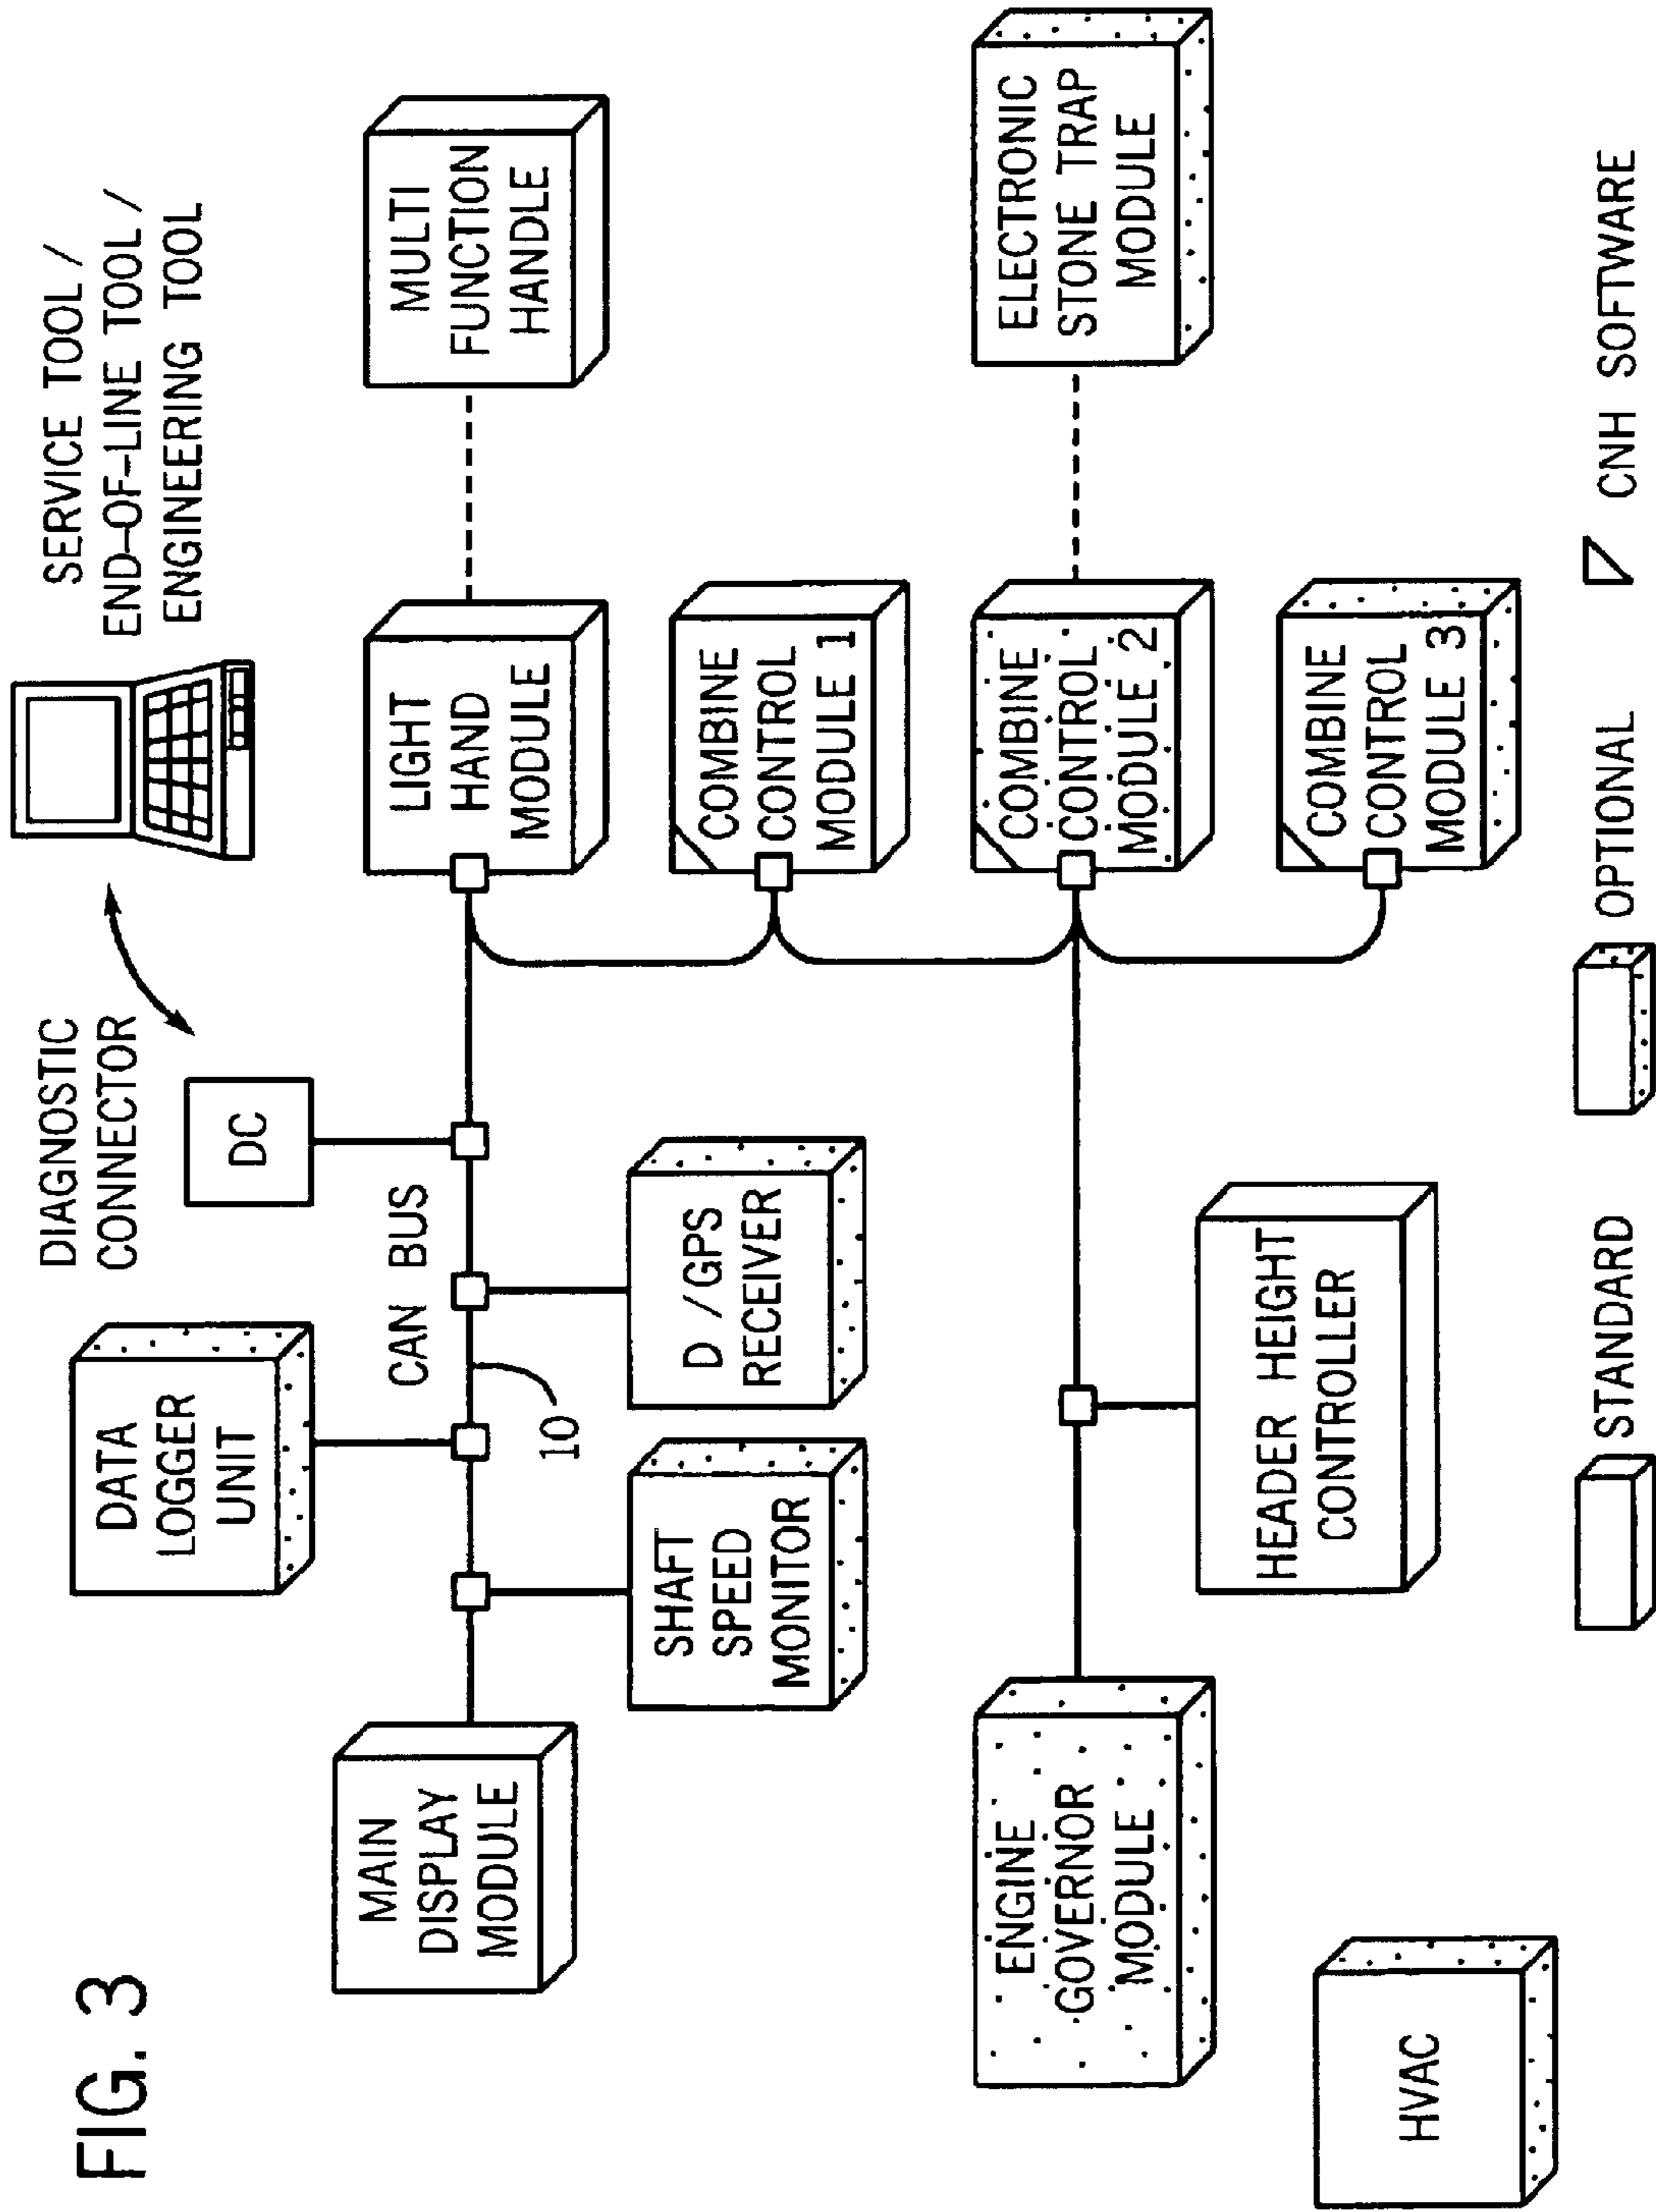 FIG. 3
SERVICE TOOL /
END-OF-LINE TOOL /
ENGINEERING TOOL
DIAGNOSTIC
CONNECTOR
DC
DATA
LOGGER
UNIT
CAN BUS
10
MAIN
DISPLAY
MODULE
SHAFT
SPEED
MONITOR
D /GPS
RECEIVER
LIGHT
HAND
MODULE
MULTI
FUNCTION
HANDLE
COMBINE
CONTROL
MODULE 1
ENGINE
GOVERNOR
MODULE
HEADER HEIGHT
CONTROLLER
COMBINE
CONTROL
MODULE 2
ELECTRONIC
STONE TRAP
MODULE
COMBINE
CONTROL
MODULE 3
HVAC
STANDARD
OPTIONAL
CNH SOFTWARE